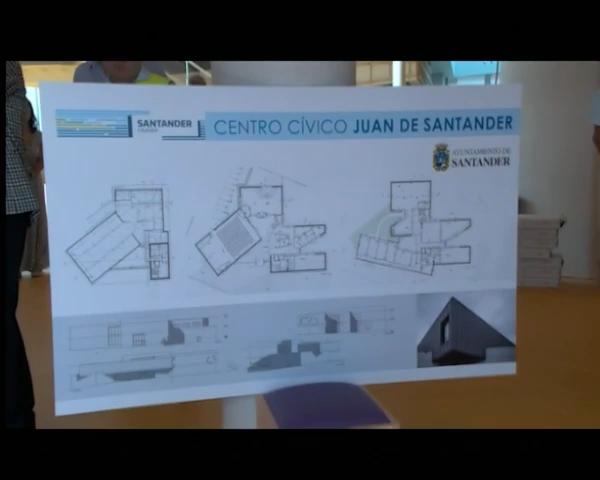 SANTANDER
CENTRO CÍVICO JUAN DE SANTANDER
AYUNTAMIENTO DE
SANTANDER